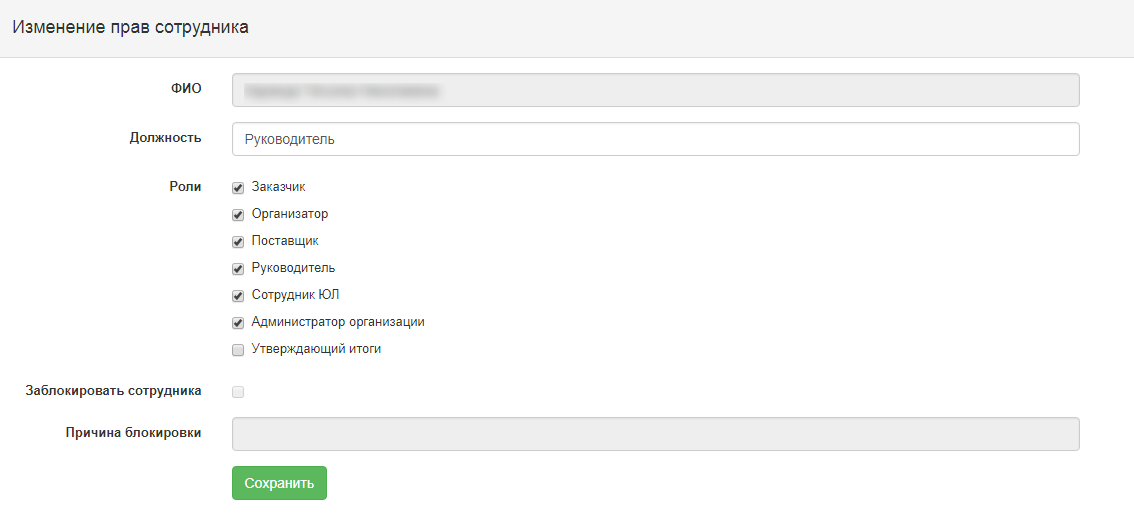 Изменение прав сотрудника
ФИО
Должность Руководитель
Роли Заказчик
Организатор
Поставщик
Руководитель
Сотрудник ЮЛ
Администратор организации
Утверждающий итоги
Заблокировать сотрудника
Причина блокировки
Сохранить